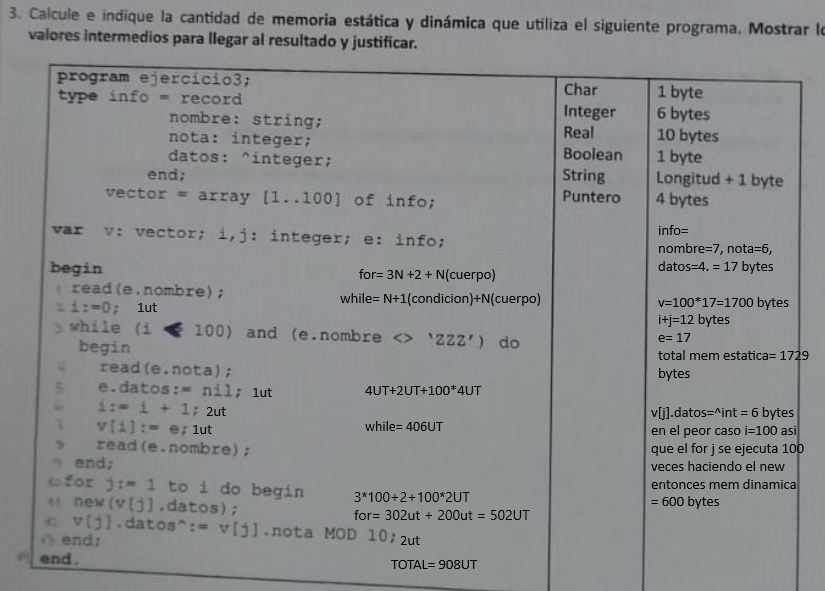 3. Calcule e indique la cantidad de memoria estática y dinámica que utiliza el siguiente programa. Mostrar lo
valores intermedios para llegar al resultado y justificar.
program ejercicio3;
type info = record
nombre: string;
nota: integer;
datos: ^integer;
end;
vector = array [1..100] of info;
var v: vector; i,j: integer; e: info;
begin
1 read(e.nombre);
2 i:=0; 1ut
3 while (i < 100) and (e.nombre <> 'ZZZ') do
begin
4 read(e.nota);
5 e.datos:= nil; 1ut
6 i:= i + 1; 2ut
7 v[i]:= e; 1ut
read(e.nombre);
9 end;
for j:= 1 to i do begin
11 new(v[j].datos);
v[j].datos^:= v[j].nota MOD 10; 2ut
end;
end.
for= 3N +2 + N(cuerpo)
while= N+1(condicion)+N(cuerpo)
4UT+2UT+100*4UT
while= 406UT
3*100+2+100*2UT
for= 302ut + 200ut = 502UT
TOTAL= 908UT
Char 1 byte
Integer 6 bytes
Real 10 bytes
Boolean 1 byte
String Longitud + 1 byte
Puntero 4 bytes
info=
nombre=7, nota=6,
datos=4. = 17 bytes
v=100*17=1700 bytes
i+j=12 bytes
e= 17
total mem estatica= 1729
bytes
v[j].datos=^int = 6 bytes
en el peor caso i=100 asi
que el for j se ejecuta 100
veces haciendo el new
entonces mem dinamica
= 600 bytes